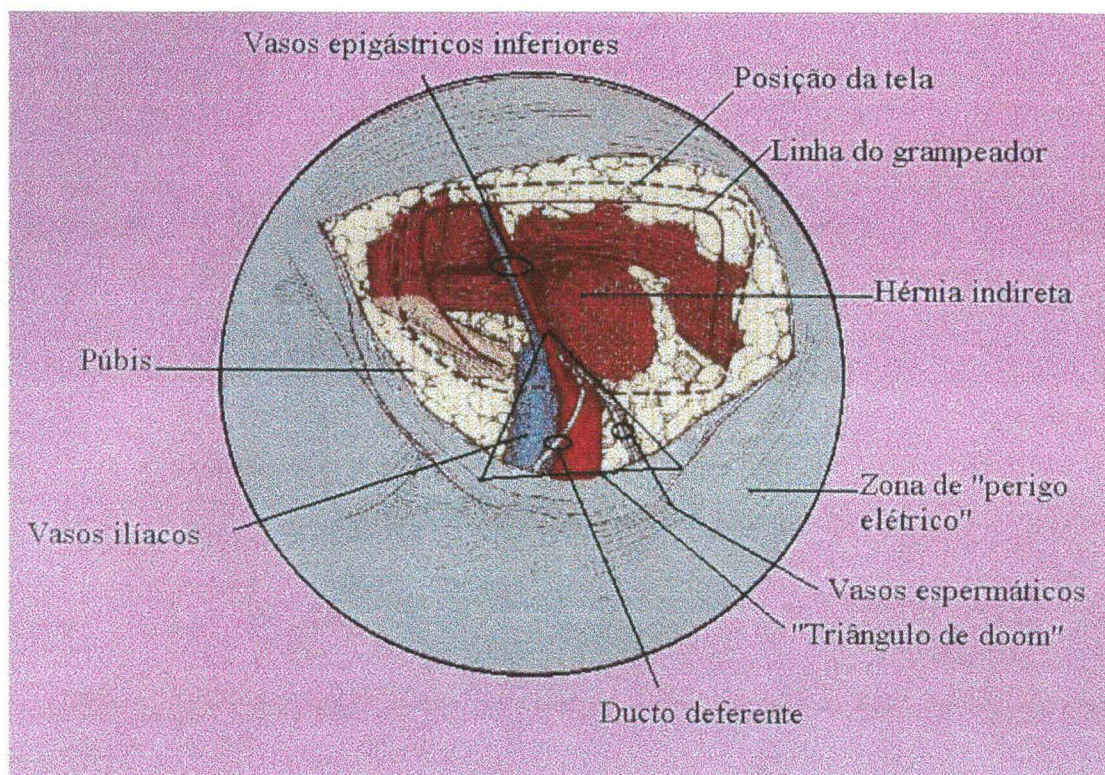 Vasos epigástricos inferiores
Posição da tela
Linha do grampeador
Hérnia indireta
Púbis
Zona de "perigo
elétrico"
Vasos ilíacos
Vasos espermáticos
"Triângulo de doom"
Ducto deferente